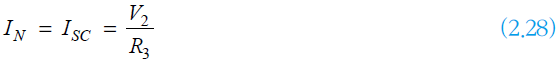 I_N = I_SC = V_2 / R_3 (2.28)